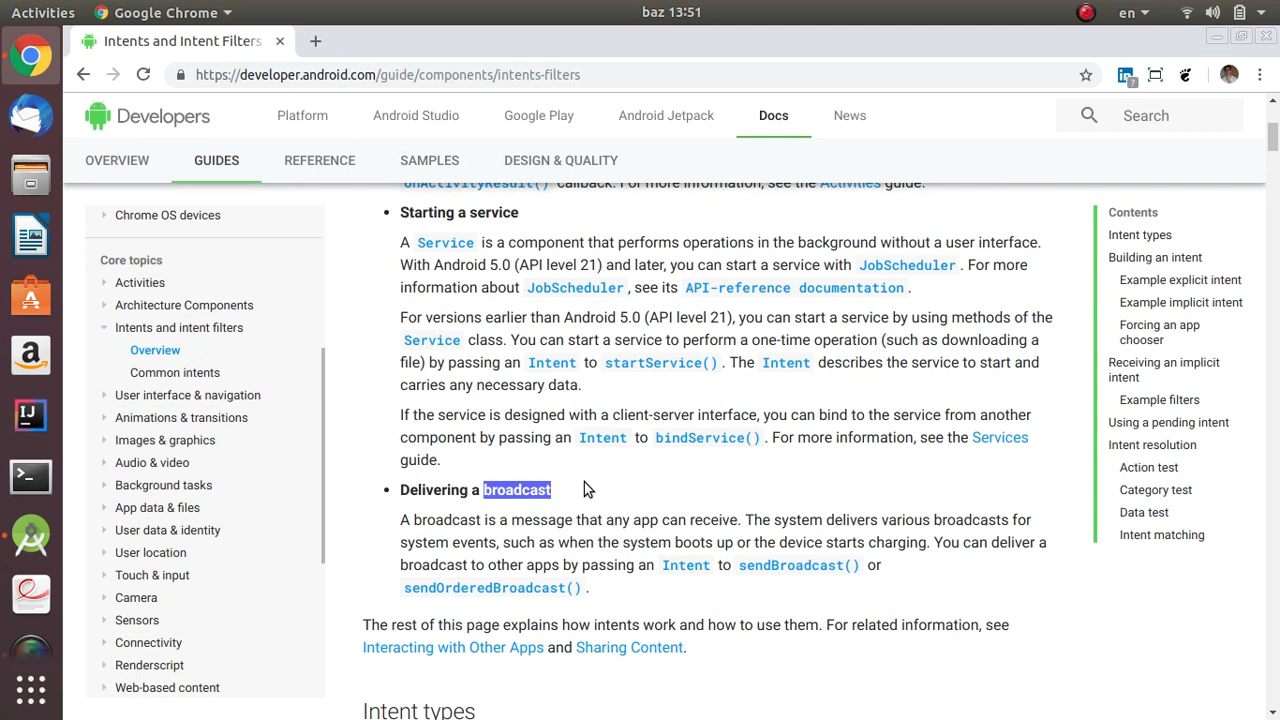 Activities
Google Chrome
baz 13:51
en
Intents and Intent Filters
https://developer.android.com/guide/components/intents-filters
Developers
Platform
Android Studio
Google Play
Android Jetpack
Docs
News
Search
OVERVIEW
GUIDES
REFERENCE
SAMPLES
DESIGN & QUALITY
Chrome OS devices
Core topics
Activities
Architecture Components
Intents and intent filters
Overview
Common intents
User interface & navigation
Animations & transitions
Images & graphics
Audio & video
Background tasks
App data & files
User data & identity
User location
Touch & input
Camera
Sensors
Connectivity
Renderscript
Web-based content
onActivityResult() callback. For more information, see the Activities guide.
• Starting a service
A Service is a component that performs operations in the background without a user interface.
With Android 5.0 (API level 21) and later, you can start a service with JobScheduler. For more
information about JobScheduler, see its API-reference documentation.
For versions earlier than Android 5.0 (API level 21), you can start a service by using methods of the
Service class. You can start a service to perform a one-time operation (such as downloading a
file) by passing an Intent to startService(). The Intent describes the service to start and
carries any necessary data.
If the service is designed with a client-server interface, you can bind to the service from another
component by passing an Intent to bindService(). For more information, see the Services
guide.
• Delivering a broadcast
A broadcast is a message that any app can receive. The system delivers various broadcasts for
system events, such as when the system boots up or the device starts charging. You can deliver a
broadcast to other apps by passing an Intent to sendBroadcast() or
sendOrderedBroadcast().
The rest of this page explains how intents work and how to use them. For related information, see
Interacting with Other Apps and Sharing Content.
Intent types
Contents
Intent types
Building an intent
Example explicit intent
Example implicit intent
Forcing an app
chooser
Receiving an implicit
intent
Example filters
Using a pending intent
Intent resolution
Action test
Category test
Data test
Intent matching